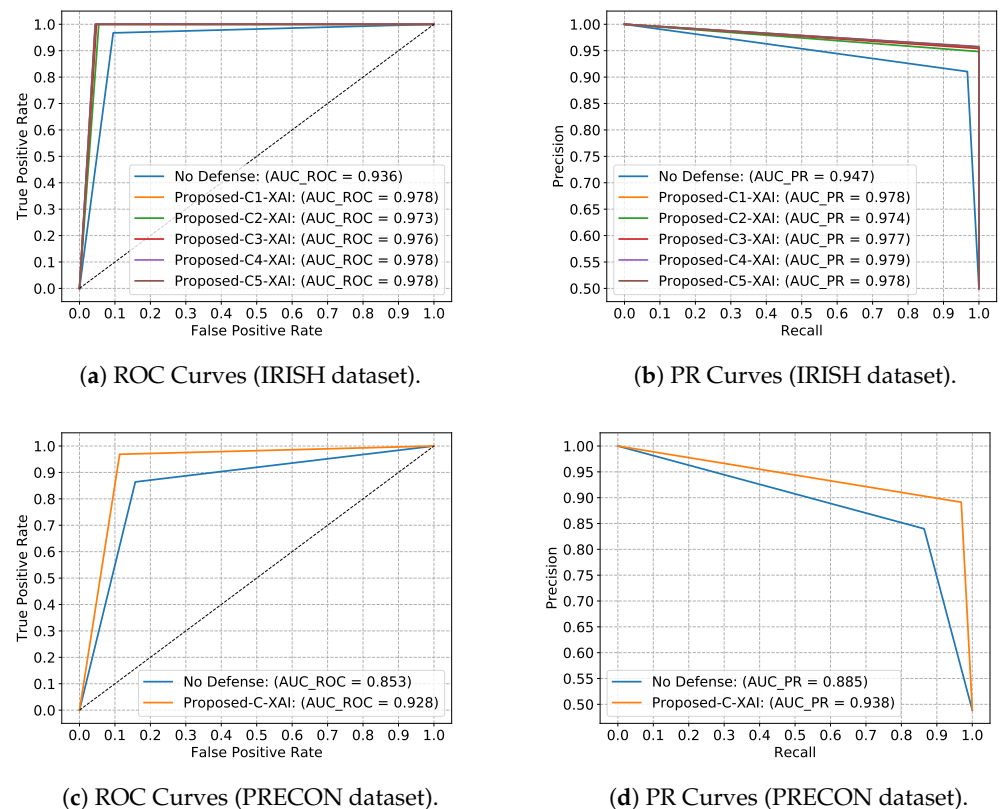 1.0
0.9
0.8
0.7
0.6
0.5
0.4
0.3
0.2
0.1
0.0
True Positive Rate
0.0 0.1 0.2 0.3 0.4 0.5 0.6 0.7 0.8 0.9 1.0
False Positive Rate
No Defense: (AUC_ROC = 0.936)
Proposed-C1-XAI: (AUC_ROC = 0.978)
Proposed-C2-XAI: (AUC_ROC = 0.973)
Proposed-C3-XAI: (AUC_ROC = 0.976)
Proposed-C4-XAI: (AUC_ROC = 0.978)
Proposed-C5-XAI: (AUC_ROC = 0.978)
(a) ROC Curves (IRISH dataset).
1.00
0.95
0.90
0.85
0.80
0.75
0.70
0.65
0.60
0.55
0.50
Precision
0.0 0.1 0.2 0.3 0.4 0.5 0.6 0.7 0.8 0.9 1.0
Recall
No Defense: (AUC_PR = 0.947)
Proposed-C1-XAI: (AUC_PR = 0.978)
Proposed-C2-XAI: (AUC_PR = 0.974)
Proposed-C3-XAI: (AUC_PR = 0.977)
Proposed-C4-XAI: (AUC_PR = 0.979)
Proposed-C5-XAI: (AUC_PR = 0.978)
(b) PR Curves (IRISH dataset).
1.0
0.9
0.8
0.7
0.6
0.5
0.4
0.3
0.2
0.1
0.0
True Positive Rate
0.0 0.1 0.2 0.3 0.4 0.5 0.6 0.7 0.8 0.9 1.0
False Positive Rate
No Defense: (AUC_ROC = 0.853)
Proposed-C-XAI: (AUC_ROC = 0.928)
(c) ROC Curves (PRECON dataset).
1.00
0.95
0.90
0.85
0.80
0.75
0.70
0.65
0.60
0.55
0.50
Precision
0.0 0.1 0.2 0.3 0.4 0.5 0.6 0.7 0.8 0.9 1.0
Recall
No Defense: (AUC_PR = 0.885)
Proposed-C-XAI: (AUC_PR = 0.938)
(d) PR Curves (PRECON dataset).